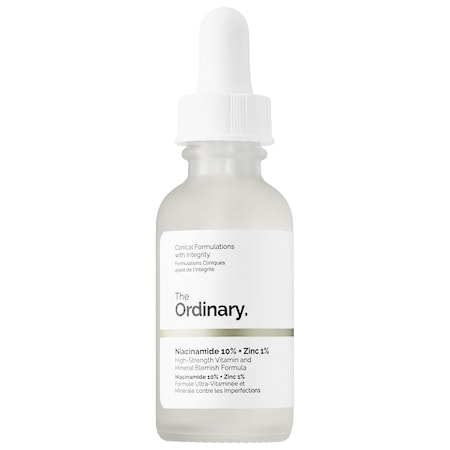 Clinical Formulations
with Integrity.
Formulations Cliniques
ayant de l'intégrité
The
Ordinary.
Niacinamide 10% • Zinc 1%
High-Strength Vitamin and
Mineral Blemish Formula
Niacinamide 10% • Zinc 1%
Formule Ultra-Vitaminée et
Minérale contre les Imperfections